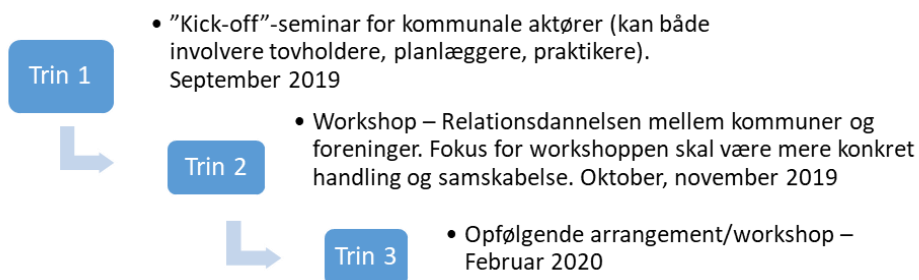 Trin 1
• ”Kick-off”-seminar for kommunale aktører (kan både
involvere tovholdere, planlæggere, praktikere).
September 2019
Trin 2
• Workshop – Relationsdannelsen mellem kommuner og
foreninger. Fokus for workshoppen skal være mere konkret
handling og samskabelse. Oktober, november 2019
Trin 3
• Opfølgende arrangement/workshop –
Februar 2020